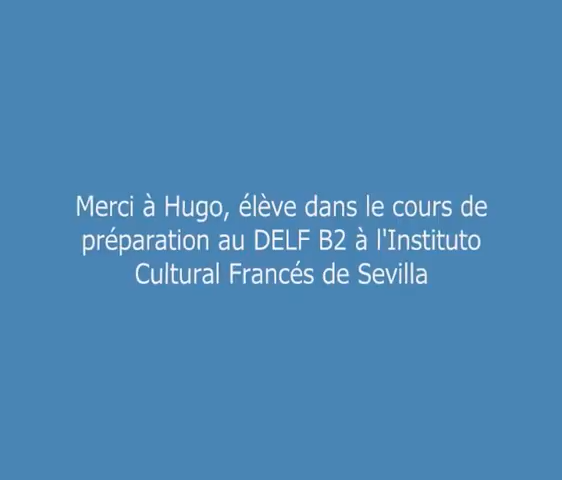 Merci à Hugo, élève dans le cours de
préparation au DELF B2 à l'Instituto
Cultural Francés de Sevilla